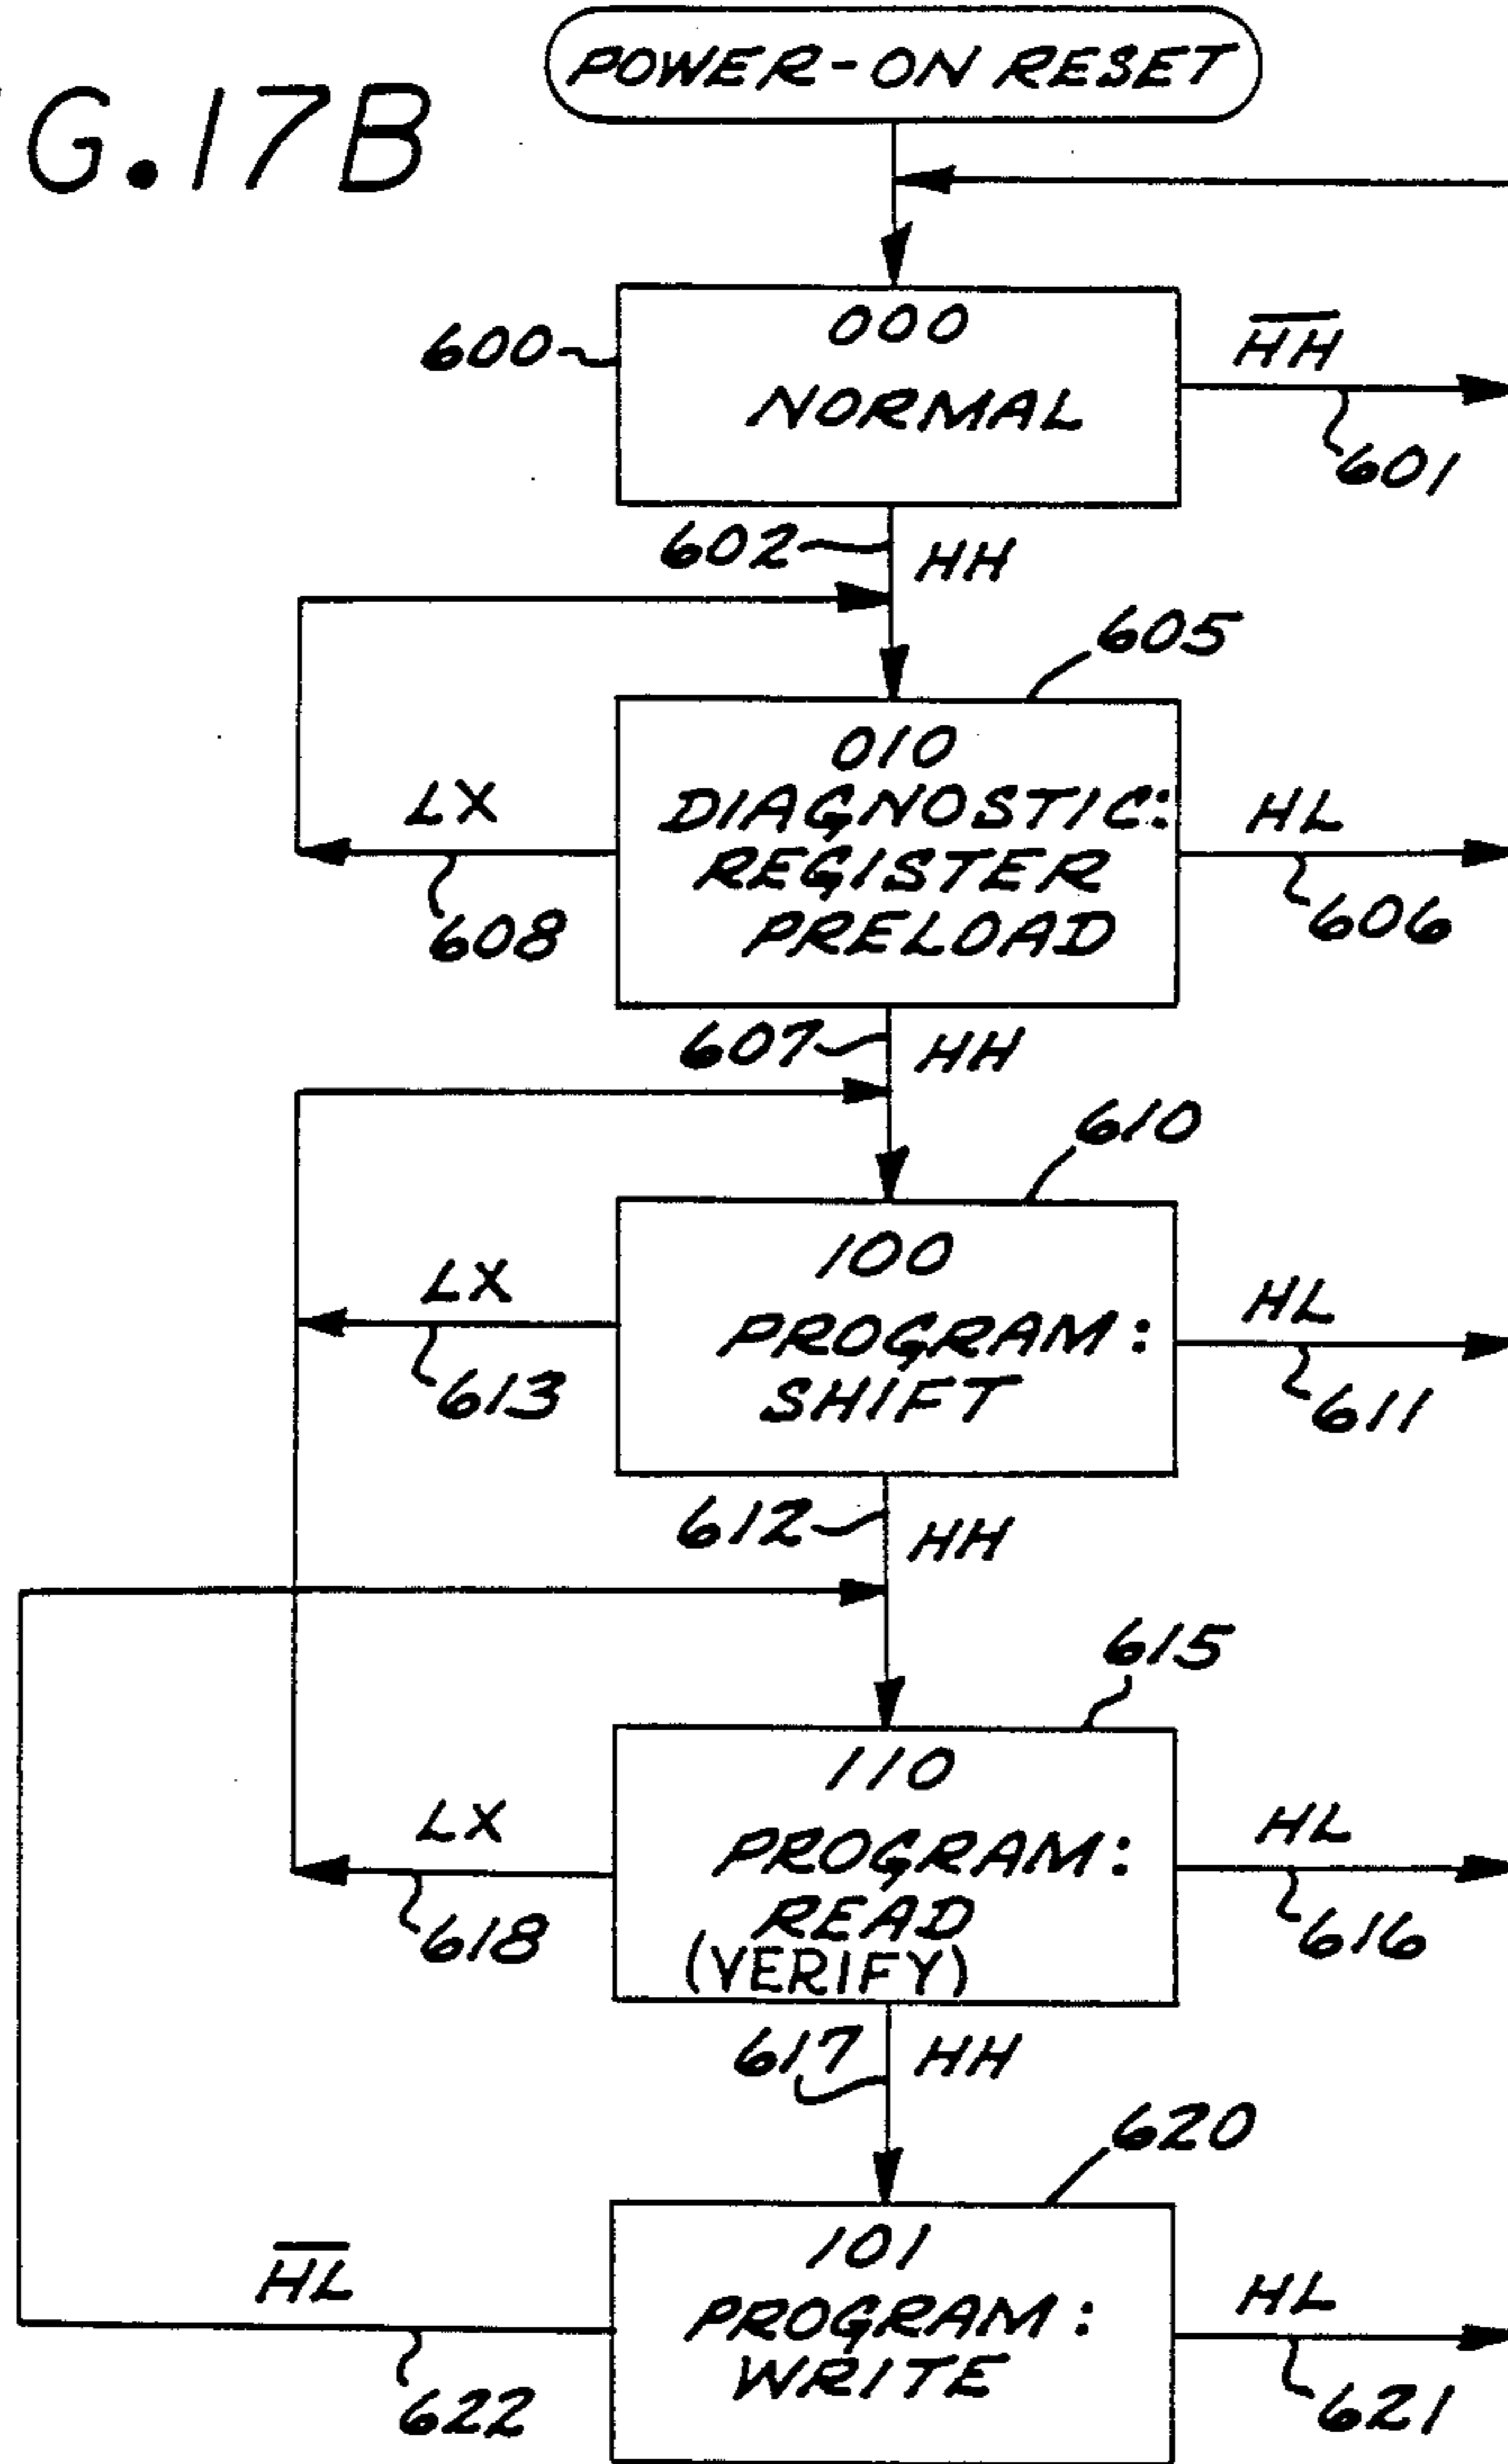 G.17B
POWER-ON RESET
000
NORMAL
600
H̅H̅
601
602
HH
605
010
DIAGNOSTIC:
REGISTER
PRELOAD
LX
608
HL
606
607
HH
610
100
PROGRAM:
SHIFT
LX
613
HL
611
612
HH
615
110
PROGRAM:
READ
(VERIFY)
LX
618
HL
616
617
HH
620
101
PROGRAM:
WRITE
H̅L̅
622
HL
621